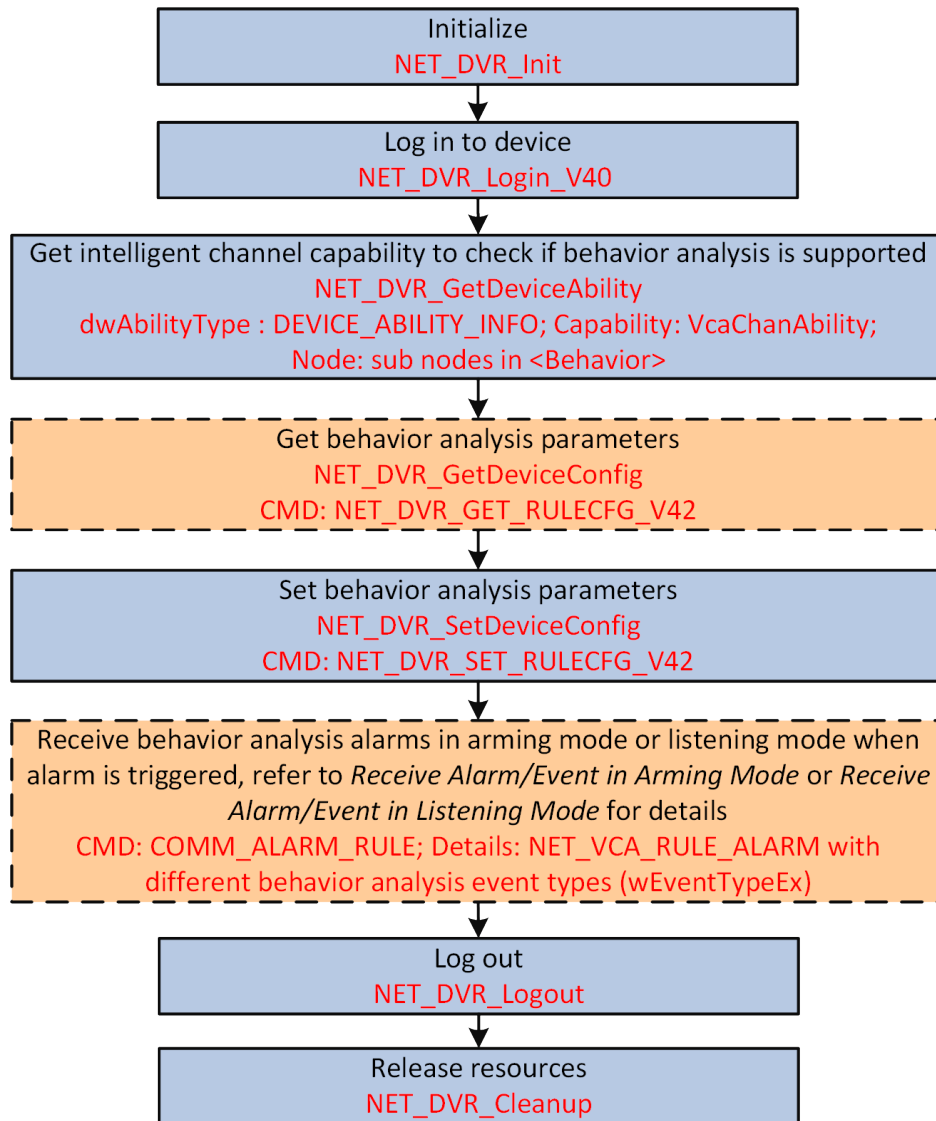 Initialize
NET_DVR_Init
Log in to device
NET_DVR_Login_V40
Get intelligent channel capability to check if behavior analysis is supported
NET_DVR_GetDeviceAbility
dwAbilityType : DEVICE_ABILITY_INFO; Capability: VcaChanAbility;
Node: sub nodes in <Behavior>
Get behavior analysis parameters
NET_DVR_GetDeviceConfig
CMD: NET_DVR_GET_RULECFG_V42
Set behavior analysis parameters
NET_DVR_SetDeviceConfig
CMD: NET_DVR_SET_RULECFG_V42
Receive behavior analysis alarms in arming mode or listening mode when
alarm is triggered, refer to Receive Alarm/Event in Arming Mode or Receive
Alarm/Event in Listening Mode for details
CMD: COMM_ALARM_RULE; Details: NET_VCA_RULE_ALARM with
different behavior analysis event types (wEventTypeEx)
Log out
NET_DVR_Logout
Release resources
NET_DVR_Cleanup